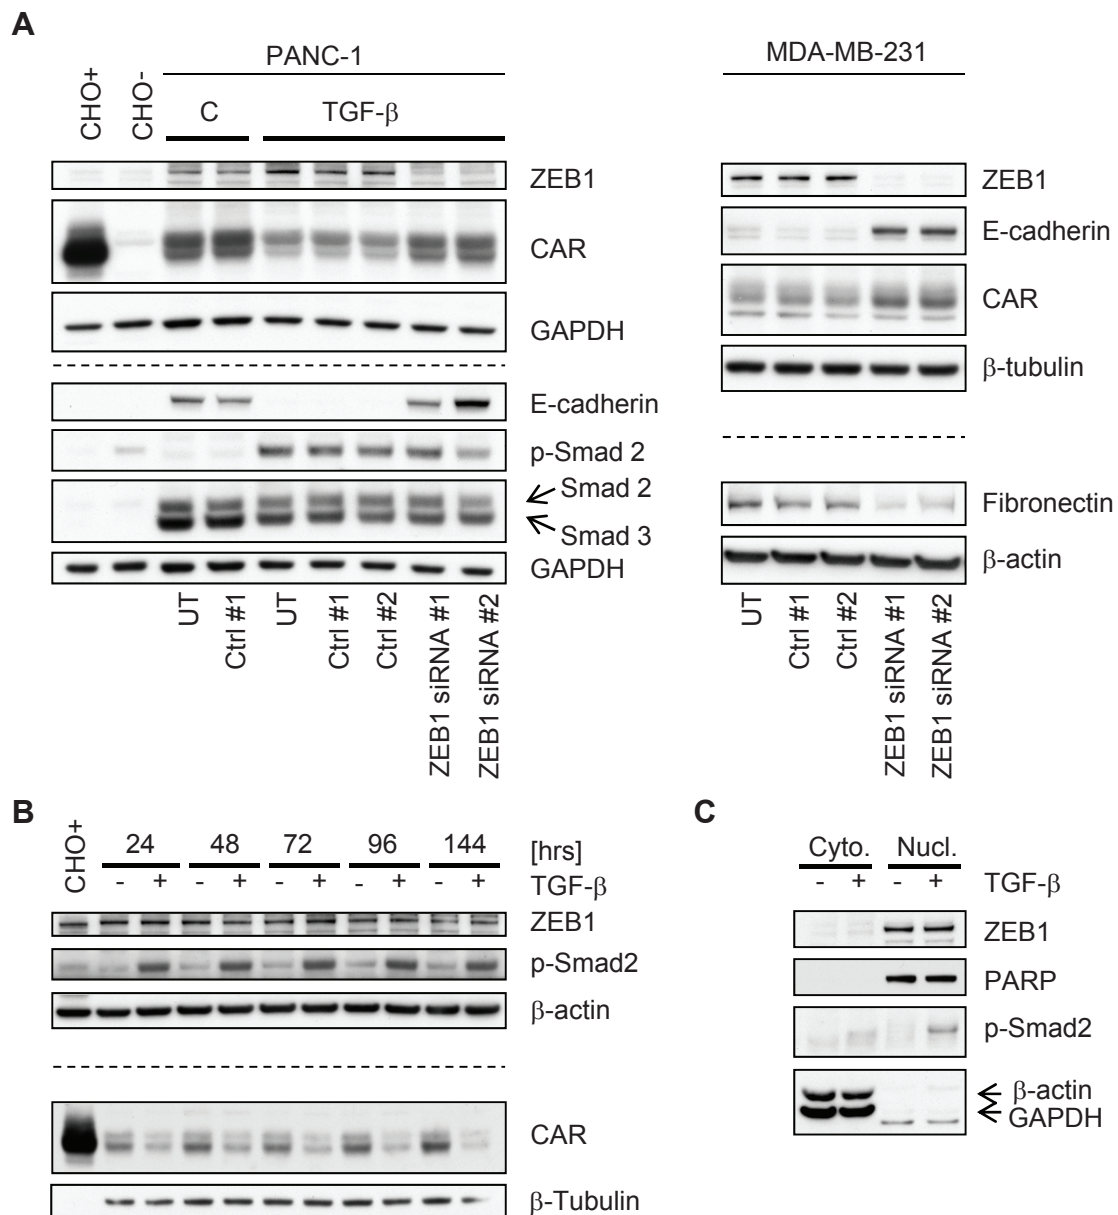 A
PANC-1
MDA-MB-231
CHO+
CHO-
C
TGF-β
ZEB1
CAR
GAPDH
E-cadherin
p-Smad 2
Smad 2
Smad 3
GAPDH
UT
Ctrl #1
UT
Ctrl #1
Ctrl #2
ZEB1 siRNA #1
ZEB1 siRNA #2
ZEB1
E-cadherin
CAR
β-tubulin
Fibronectin
β-actin
UT
Ctrl #1
Ctrl #2
ZEB1 siRNA #1
ZEB1 siRNA #2
B
CHO+
24 48 72 96 144 [hrs]
- + - + - + - + - + TGF-β
ZEB1
p-Smad2
β-actin
CAR
β-Tubulin
C
Cyto. Nucl.
- + - + TGF-β
ZEB1
PARP
p-Smad2
β-actin
GAPDH